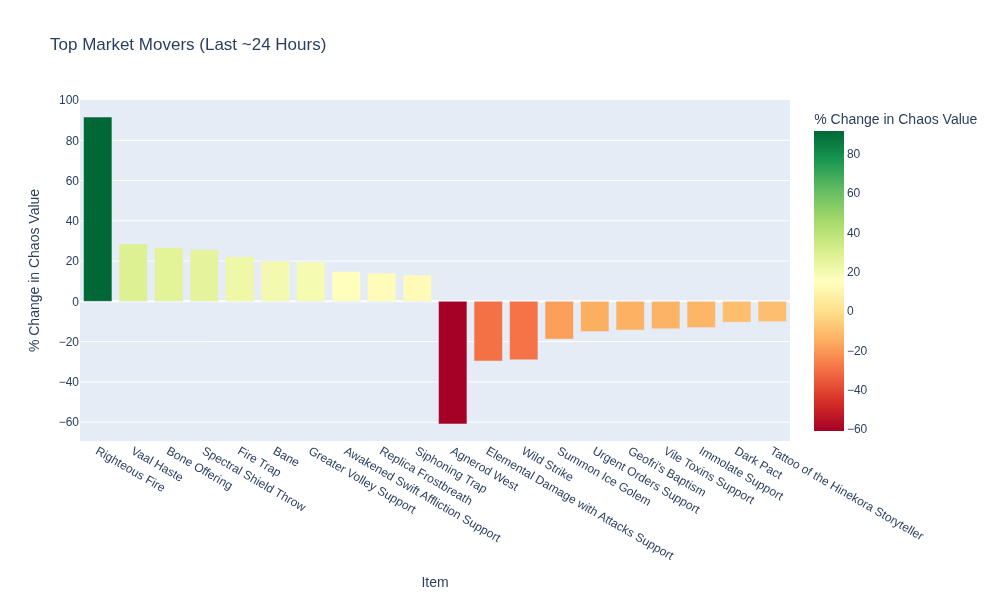 Top Market Movers (Last ~24 Hours)
% Change in Chaos Value
100
80
60
40
20
0
−20
−40
−60
Righteous Fire
Vaal Haste
Bone Offering
Spectral Shield Throw
Fire Trap
Bane
Greater Volley Support
Awakened Swift Affliction Support
Replica Frostbreath
Siphoning Trap
Agnerod West
Elemental Damage with Attacks Support
Wild Strike
Summon Ice Golem
Urgent Orders Support
Geofri's Baptism
Vile Toxins Support
Immolate Support
Dark Pact
Tattoo of the Hinekora Storyteller
Item
% Change in Chaos Value
80
60
40
20
0
−20
−40
−60